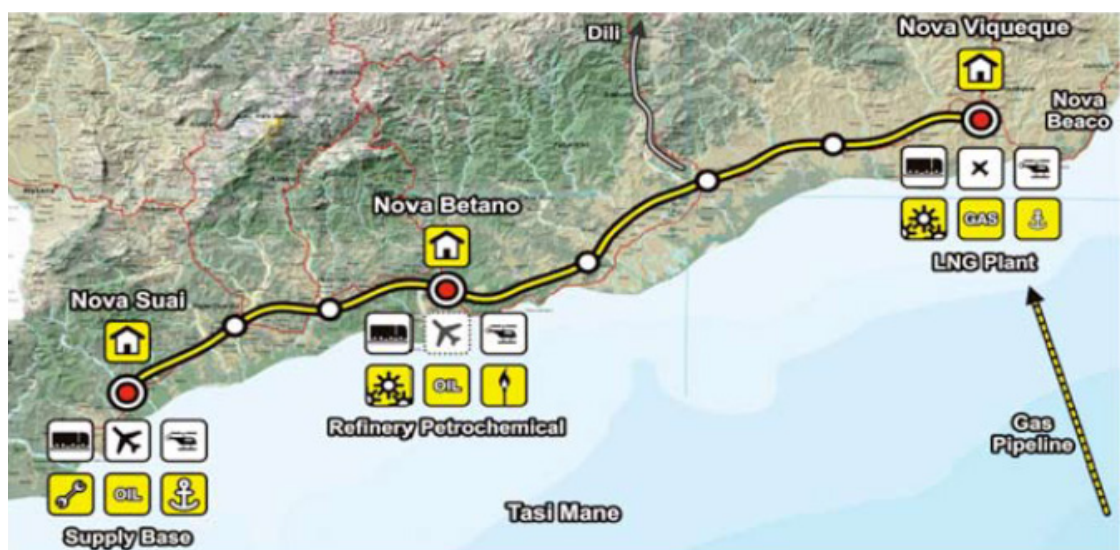 Dili
Nova Viqueque
Nova
Beaco
GAS
LNG Plant
Nova Betano
OIL
Refinery Petrochemical
Nova Suai
OIL
Supply Base
Gas
Pipeline
Tasi Mane